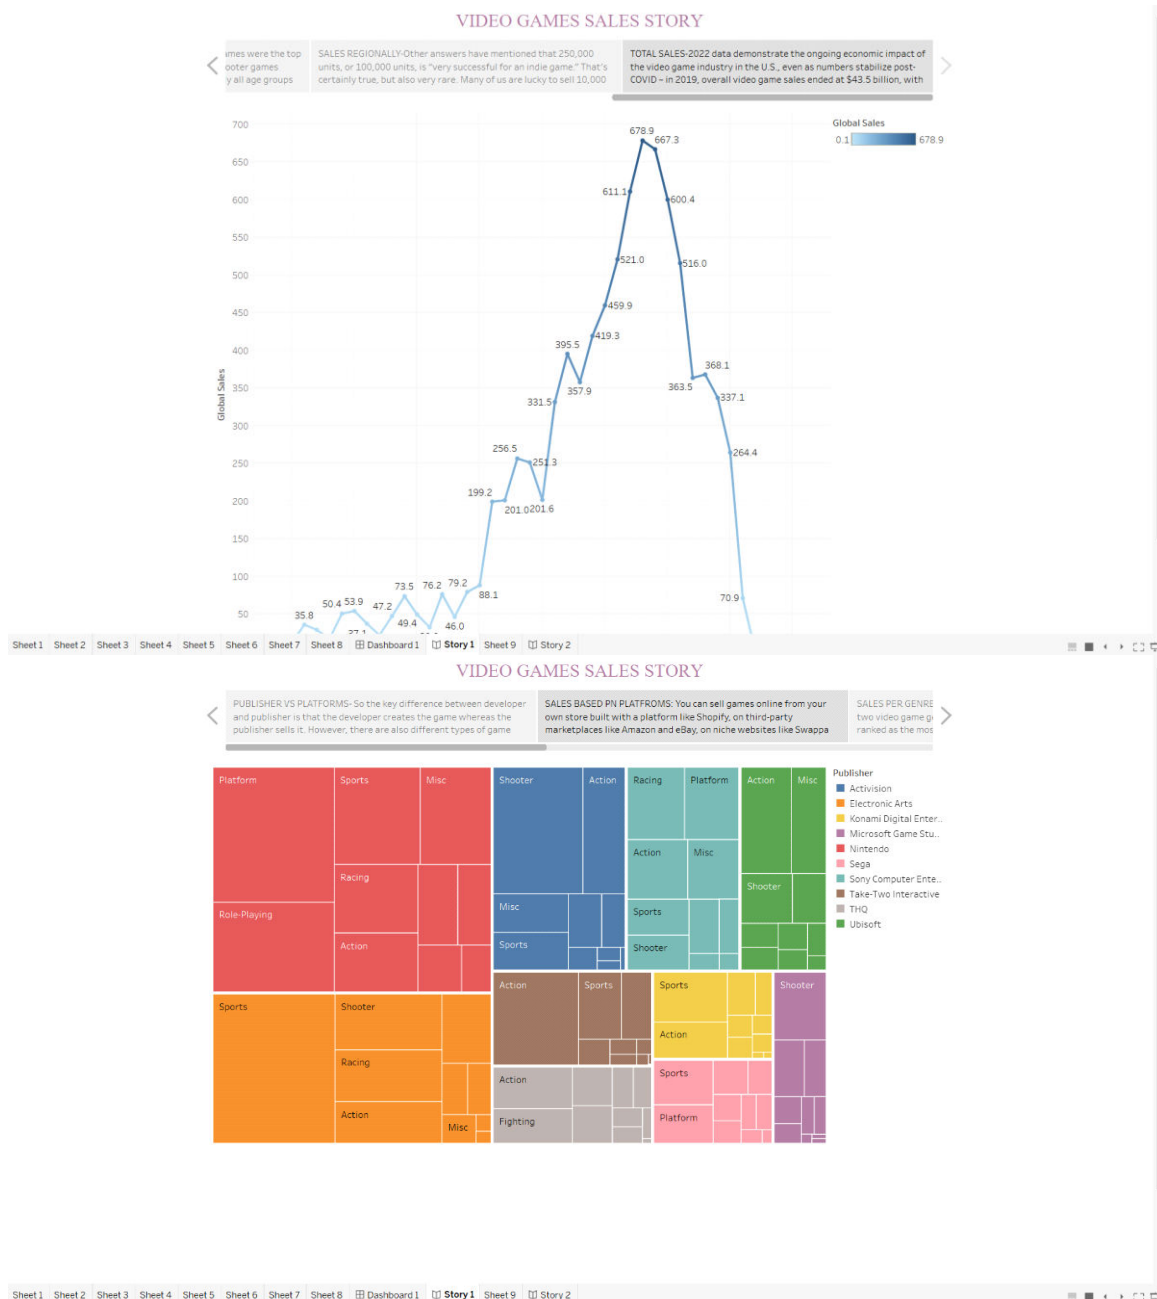 VIDEO GAMES SALES STORY
ames were the top
ooter games
y all age groups
SALES REGIONALLY-Other answers have mentioned that 250,000
units, or 100,000 units, is "very successful for an indie game." That's
certainly true, but also very rare. Many of us are lucky to sell 10,000
TOTAL SALES-2022 data demonstrate the ongoing economic impact of
the video game industry in the U.S., even as numbers stabilize post-
COVID – in 2019, overall video game sales ended at $43.5 billion, with
Global Sales
0.1 678.9
700
650
600
550
500
450
400
350
300
250
200
150
100
50
Global Sales
678.9
667.3
611.1
600.4
521.0
516.0
459.9
419.3
395.5
357.9
368.1
363.5
337.1
331.5
256.5
251.3
264.4
199.2
201.0 201.6
73.5 76.2 79.2
88.1
70.9
50.4 53.9 47.2
35.8
49.4 46.0
Sheet 1 Sheet 2 Sheet 3 Sheet 4 Sheet 5 Sheet 6 Sheet 7 Sheet 8 Dashboard 1 Story 1 Sheet 9 Story 2
VIDEO GAMES SALES STORY
PUBLISHER VS PLATFORMS- So the key difference between developer
and publisher is that the developer creates the game whereas the
publisher sells it. However, there are also different types of game
SALES BASED PN PLATFROMS: You can sell games online from your
own store built with a platform like Shopify, on third-party
marketplaces like Amazon and eBay, on niche websites like Swappa
SALES PER GENRE
two video game g
ranked as the mos
Platform Sports Misc
Racing
Role-Playing
Action
Shooter Action
Misc
Sports
Racing Platform
Action Misc
Sports
Shooter
Action Misc
Shooter
Sports Shooter
Racing
Action
Misc
Action Sports
Action
Fighting
Sports
Action
Sports
Platform
Shooter
Publisher
Activision
Electronic Arts
Konami Digital Enter..
Microsoft Game Stu..
Nintendo
Sega
Sony Computer Ente..
Take-Two Interactive
THQ
Ubisoft
Sheet 1 Sheet 2 Sheet 3 Sheet 4 Sheet 5 Sheet 6 Sheet 7 Sheet 8 Dashboard 1 Story 1 Sheet 9 Story 2